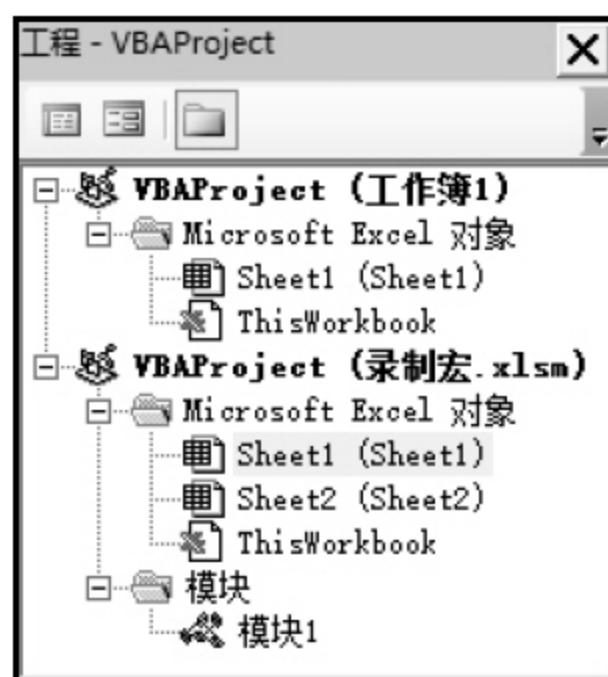 工程 - VBAProject
VBAProject (工作簿1)
Microsoft Excel 对象
Sheet1 (Sheet1)
ThisWorkbook
VBAProject (录制宏.xlsm)
Microsoft Excel 对象
Sheet1 (Sheet1)
Sheet2 (Sheet2)
ThisWorkbook
模块
模块1